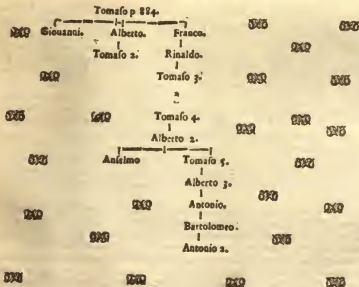 Tomaſo p 884.
Giouanni. Alberto. Franco.
Tomaſo 2. Rinaldo.
Tomaſo 3.
Tomaſo 4.
Alberto 2.
Anſelmo Tomaſo 5.
Alberto 3.
Antonio.
Bartolomeo.
Antonio 2.